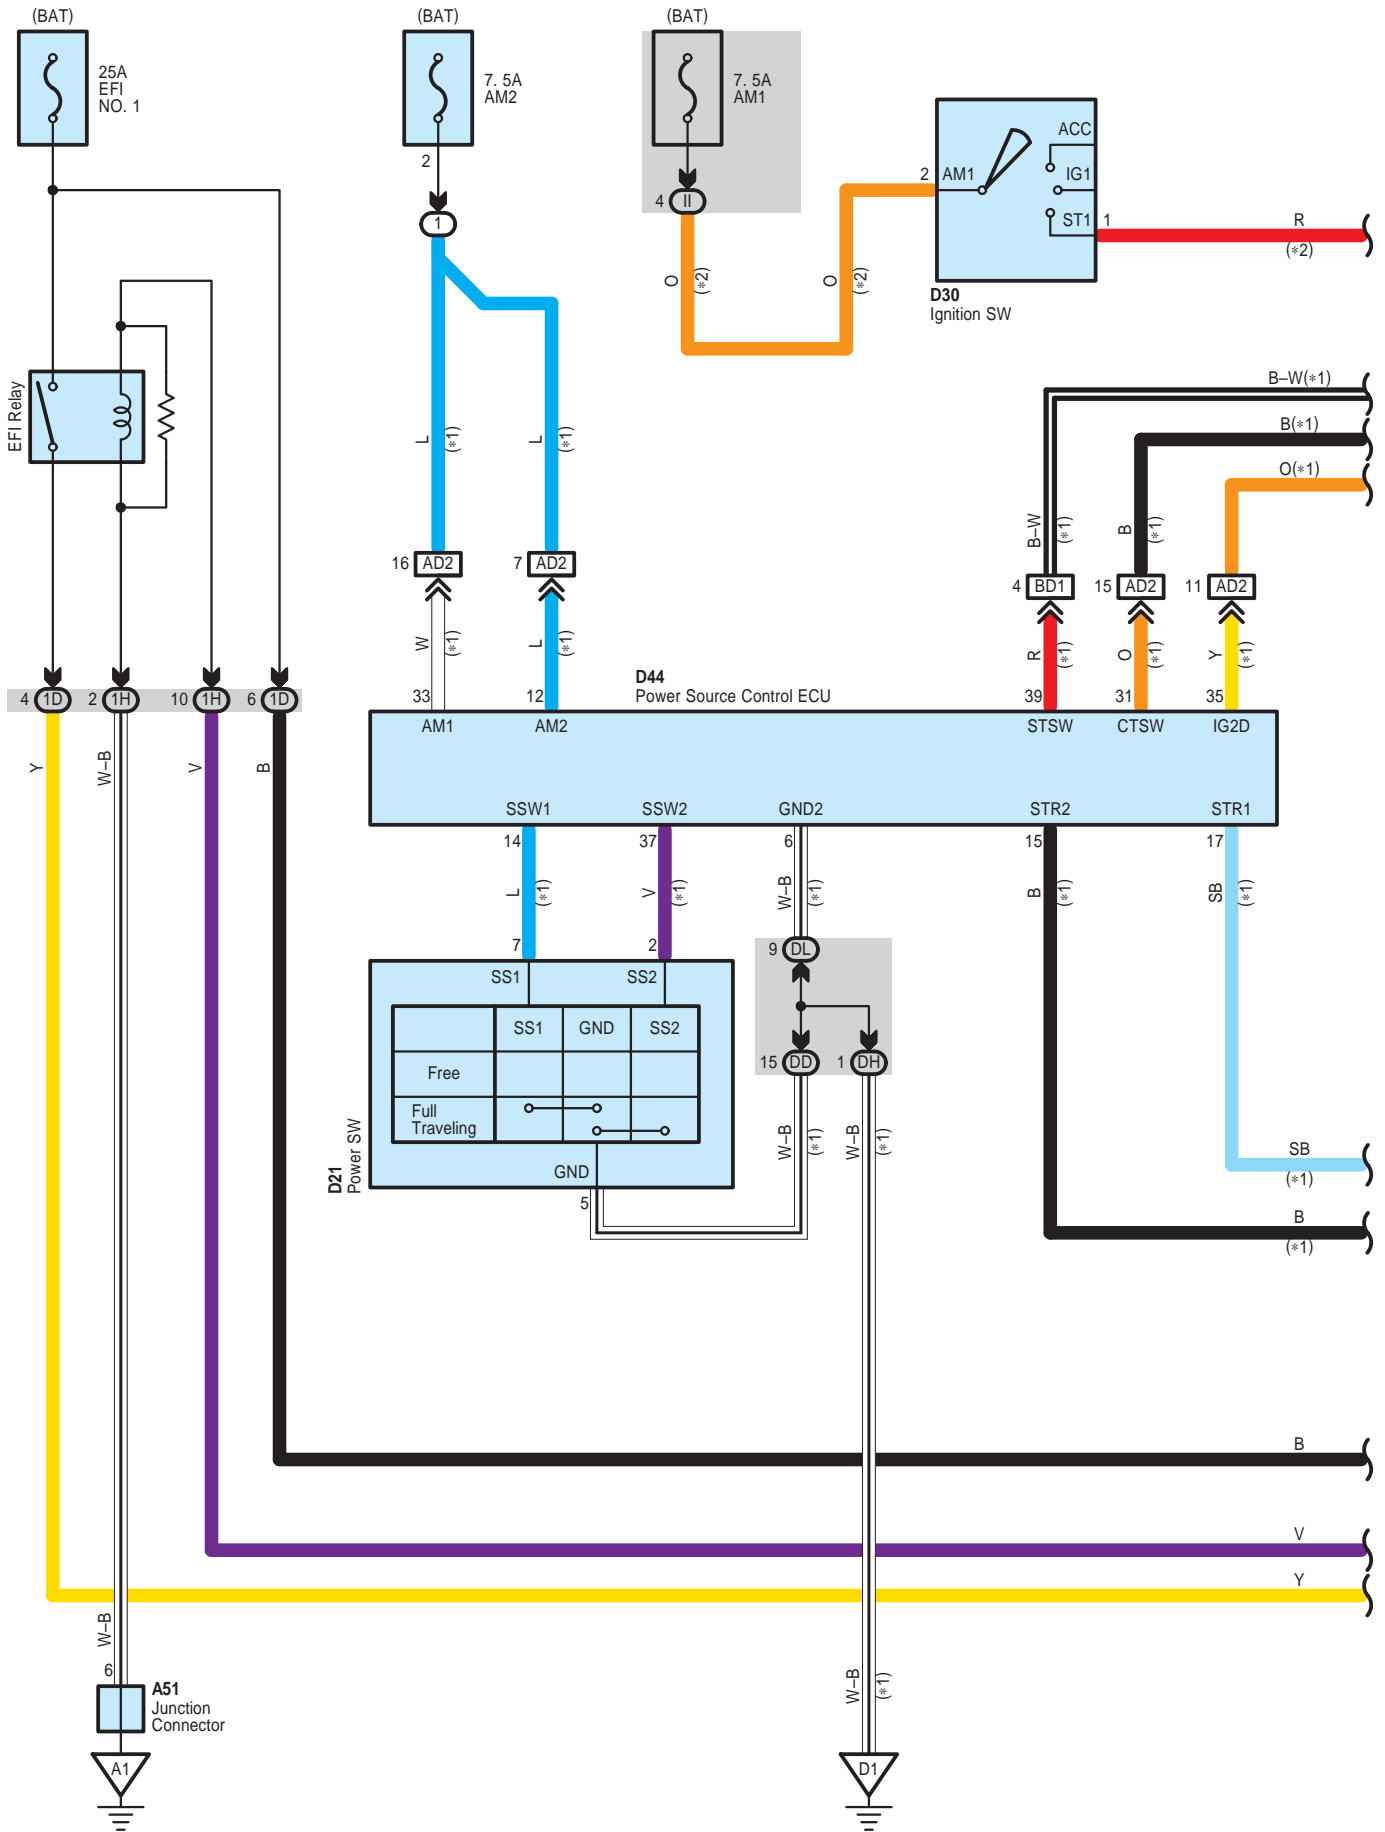 (BAT)
(BAT)
(BAT)
25A
EFI
NO. 1
7. 5A
AM2
7. 5A
AM1
2
4 II
1
2 AM1
ACC
IG1
ST1
1
R
(*2)
D30
Ignition SW
O
(*2)
O
(*2)
EFI Relay
L
(*1)
L
(*1)
B–W(*1)
B(*1)
O(*1)
B–W
(*1)
B
(*1)
16 AD2
7 AD2
4 BD1
15 AD2
11 AD2
W
(*1)
L
(*1)
R
(*1)
O
(*1)
Y
(*1)
D44
Power Source Control ECU
4 1D
2 1H
10 1H
6 1D
33
12
39
31
35
AM1
AM2
STSW
CTSW
IG2D
Y
W–B
V
B
SSW1
SSW2
GND2
STR2
STR1
14
37
6
15
17
L
(*1)
V
(*1)
W–B
(*1)
B
(*1)
SB
(*1)
7
2
9 DL
SS1
SS2
SS1
GND
SS2
Free
Full
Traveling
GND
5
D21
Power SW
15 DD
1 DH
W–B
(*1)
W–B
(*1)
SB
(*1)
B
(*1)
B
V
Y
W–B
6
A51
Junction
Connector
W–B
(*1)
A1
D1